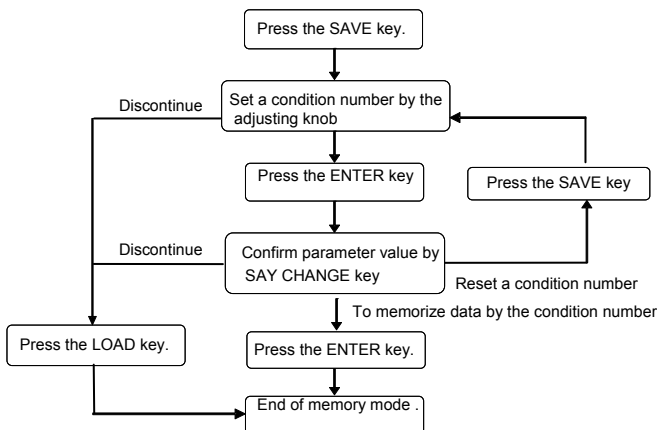 Press the SAVE key.
Discontinue
Set a condition number by the
adjusting knob
Press the ENTER key
Press the SAVE key
Discontinue
Confirm parameter value by
SAY CHANGE key
Reset a condition number
To memorize data by the condition number
Press the LOAD key.
Press the ENTER key.
End of memory mode .